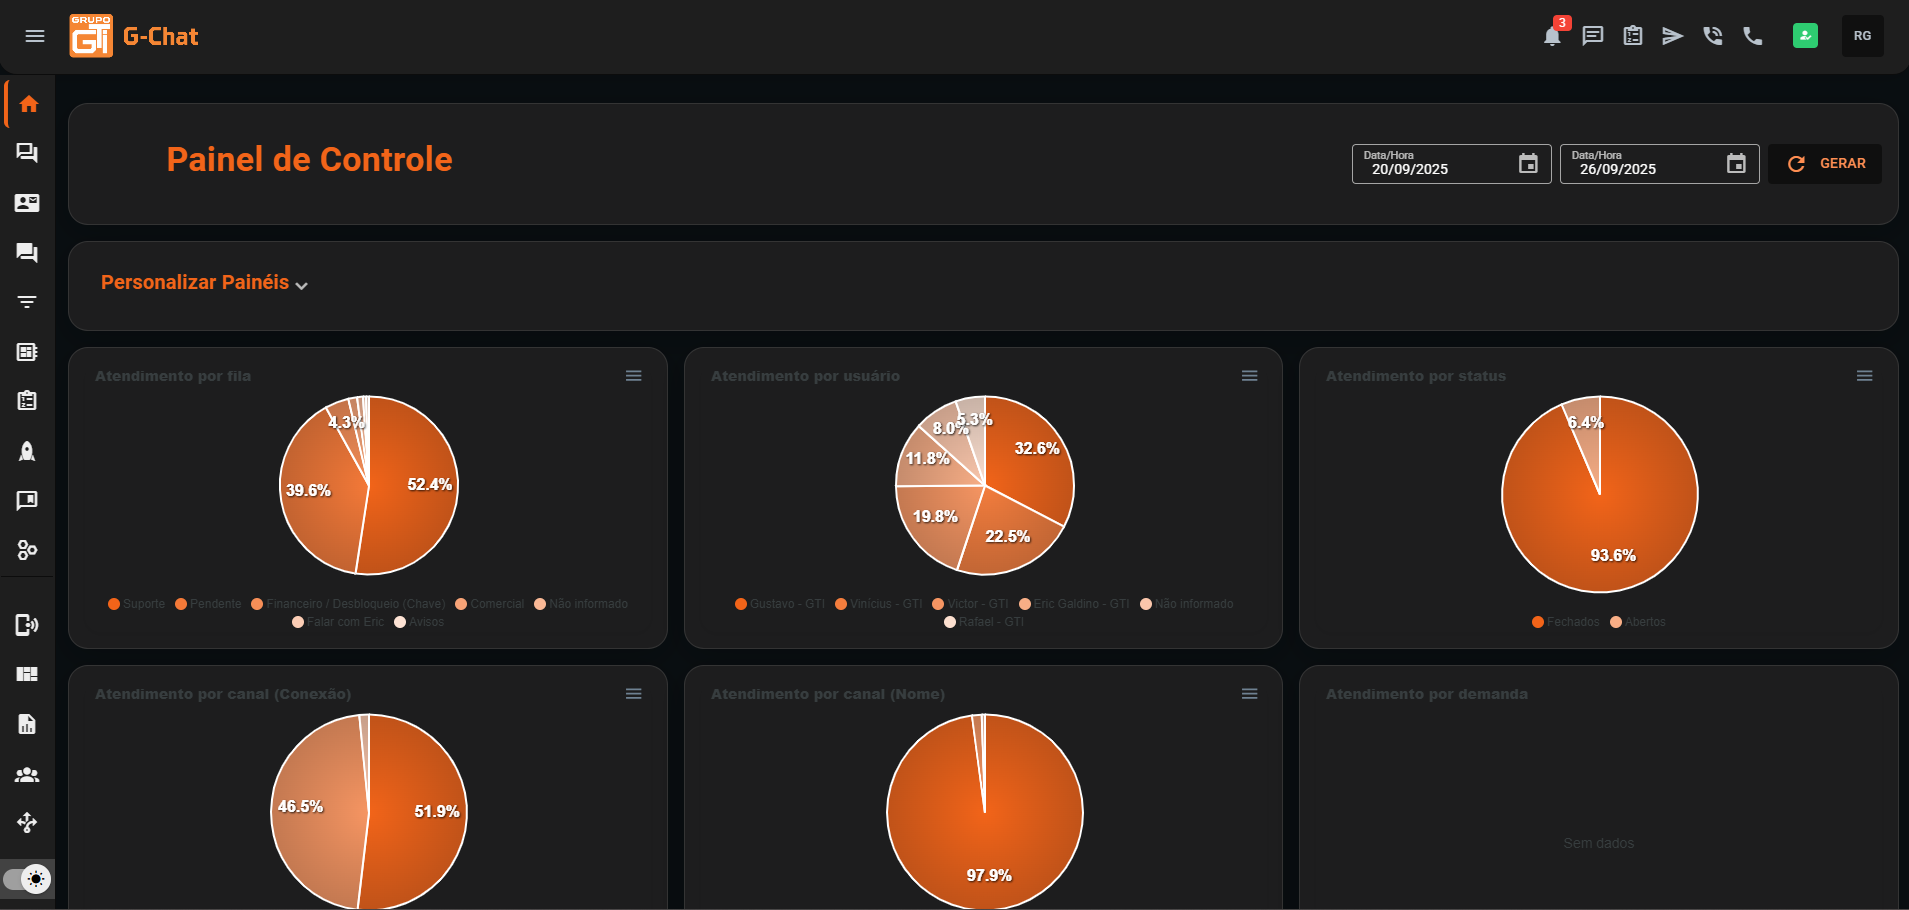 GRUPO
GTi
G-Chat
3
RG
Painel de Controle
Data/Hora
20/09/2025
Data/Hora
26/09/2025
GERAR
Personalizar Painéis
Atendimento por fila
4.3%
39.6%
52.4%
Suporte Pendente Financeiro / Desbloqueio (Chave) Comercial Não informado
Falar com Eric Avisos
Atendimento por usuário
5.3%
8.0%
32.6%
11.8%
19.8%
22.5%
Gustavo - GTI Vinícius - GTI Victor - GTI Eric Galdino - GTI Não informado
Rafael - GTI
Atendimento por status
6.4%
93.6%
Fechados Abertos
Atendimento por canal (Conexão)
46.5%
51.9%
Atendimento por canal (Nome)
97.9%
Atendimento por demanda
Sem dados